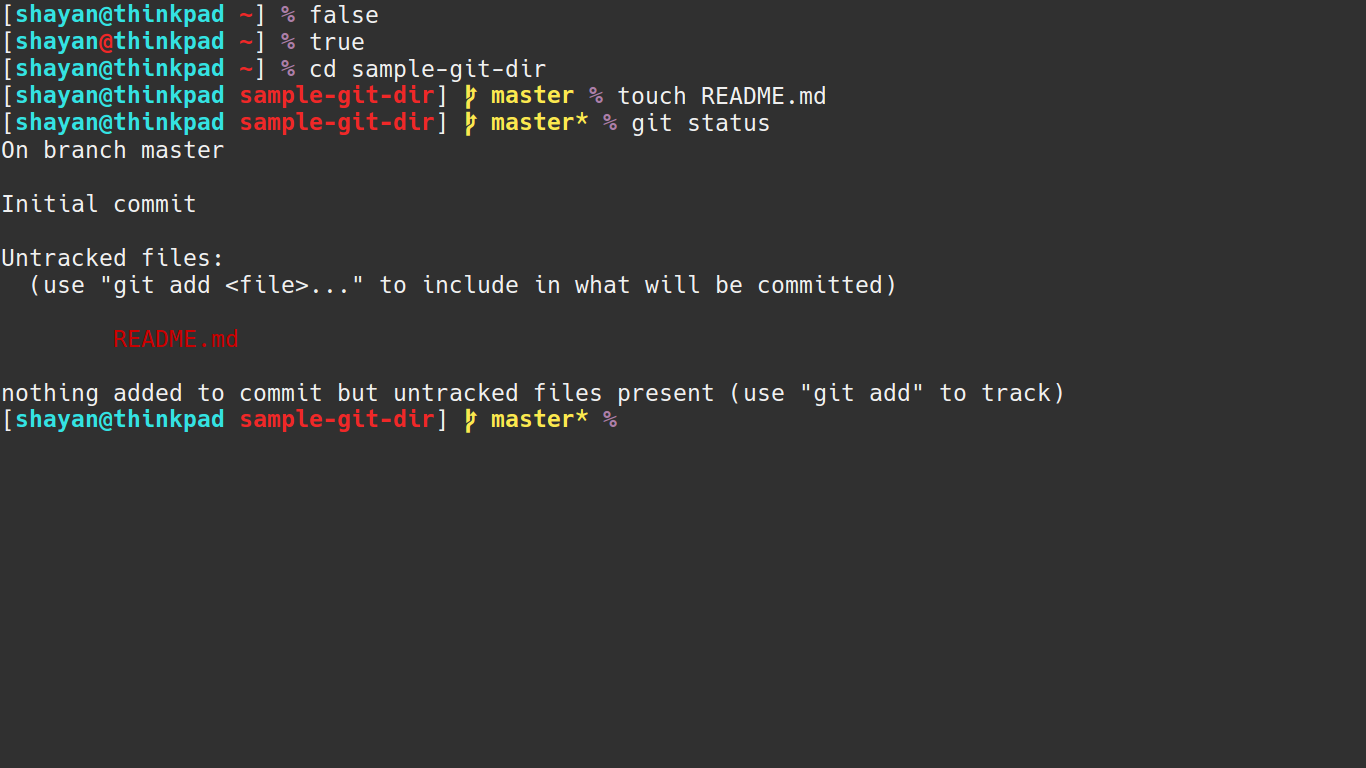 [shayan@thinkpad ~] % false
[shayan@thinkpad ~] % true
[shayan@thinkpad ~] % cd sample-git-dir
[shayan@thinkpad sample-git-dir] master % touch README.md
[shayan@thinkpad sample-git-dir] master* % git status
On branch master
Initial commit
Untracked files:
(use "git add <file>..." to include in what will be committed)
README.md
nothing added to commit but untracked files present (use "git add" to track)
[shayan@thinkpad sample-git-dir] master* %